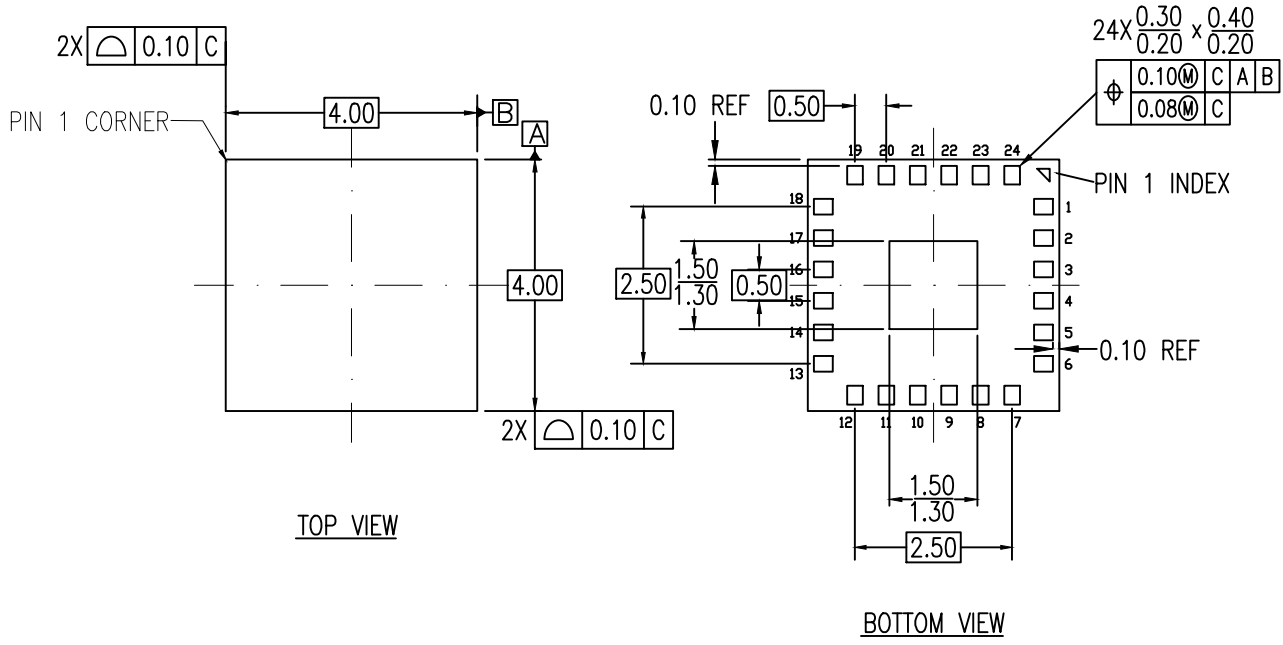 2X ⌓ 0.10 C
4.00
B
PIN 1 CORNER
A
4.00
2X ⌓ 0.10 C
TOP VIEW
24X 0.30/0.20 x 0.40/0.20
⌖ 0.10Ⓜ C A B
0.08Ⓜ C
0.10 REF
0.50
19 20 21 22 23 24
PIN 1 INDEX
18
17
16
15
14
13
1
2
3
4
5
6
2.50
1.50
1.30
0.50
0.10 REF
12 11 10 9 8 7
1.50
1.30
2.50
BOTTOM VIEW